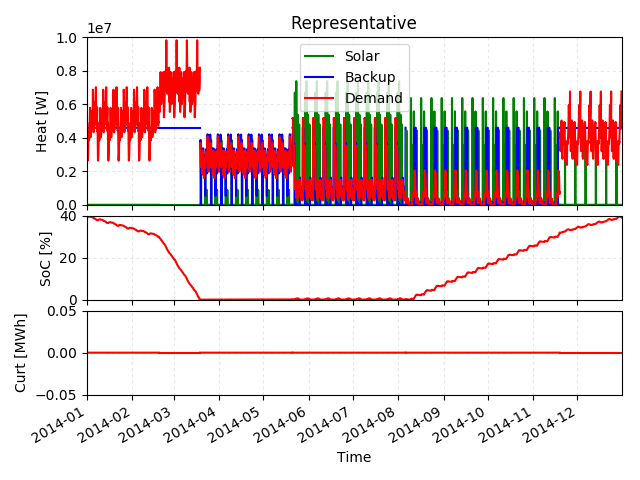 Representative
1e7
1.0
0.8
0.6
0.4
0.2
0.0
Heat [W]
Solar
Backup
Demand
40
20
0
SoC [%]
0.05
0.00
−0.05
Curt [MWh]
2014-01
2014-02
2014-03
2014-04
2014-05
2014-06
2014-07
2014-08
2014-09
2014-10
2014-11
2014-12
Time